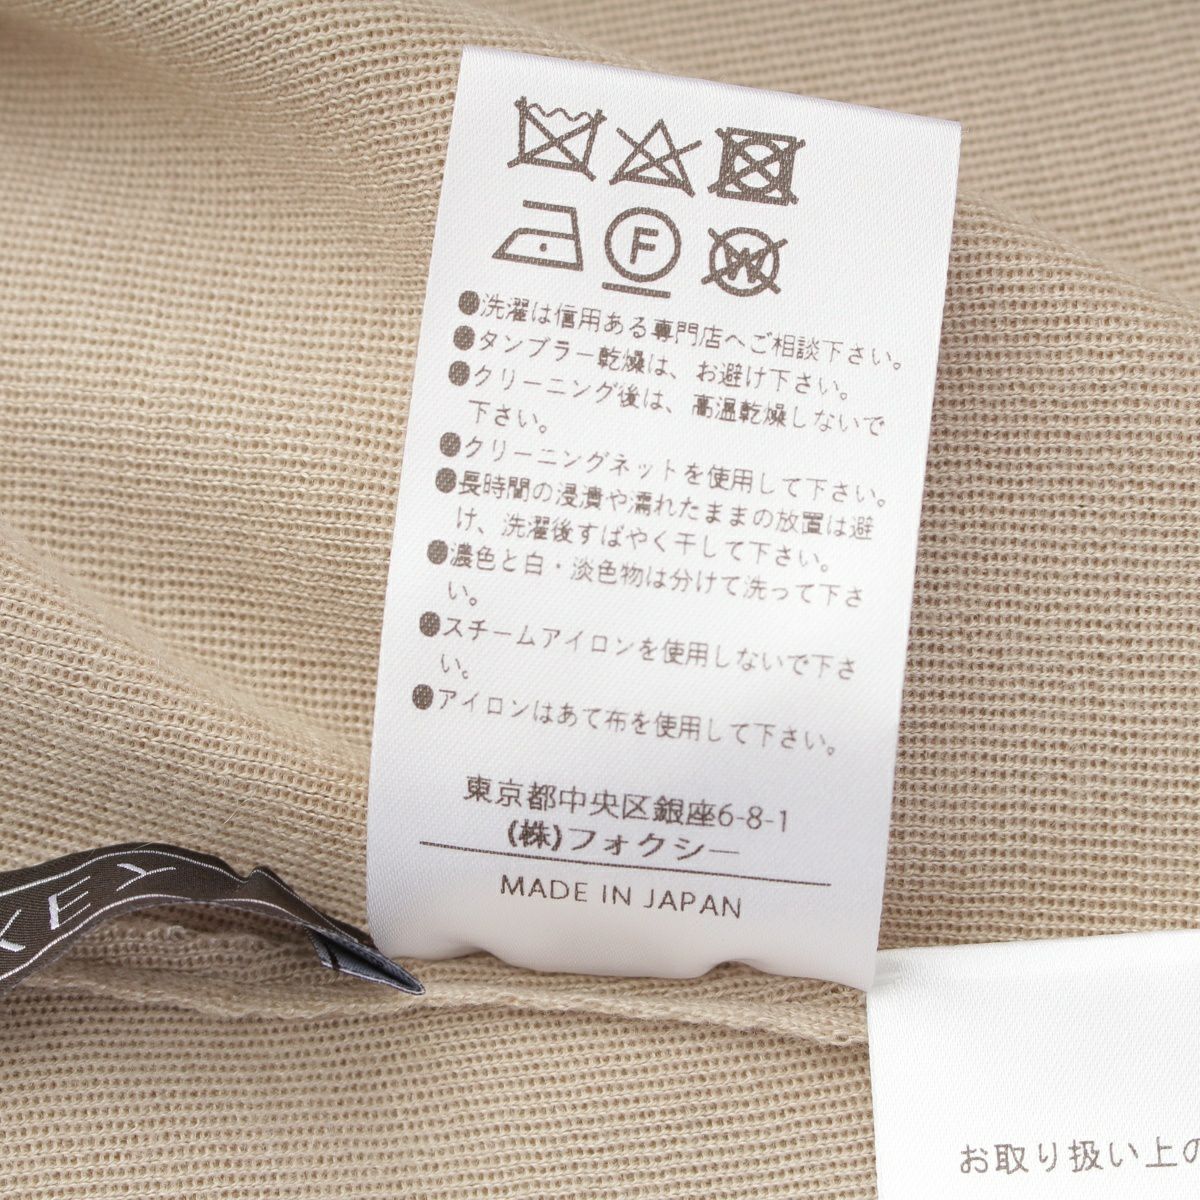 F
W
●洗濯は信用ある専門店へご相談下さい。
●タンブラー乾燥は、お避け下さい。
●クリーニング後は、高温乾燥しないで
下さい。
●クリーニングネットを使用して下さい。
●長時間の浸漬や濡れたままの放置は避
け、洗濯後すばやく干して下さい。
●濃色と白・淡色物は分けて洗って下さ
い。
●スチームアイロンを使用しないで下さ
い。
●アイロンはあて布を使用して下さい。
東京都中央区銀座6-8-1
(株)フォクシー
MADE IN JAPAN
KEY
お取り扱い上の